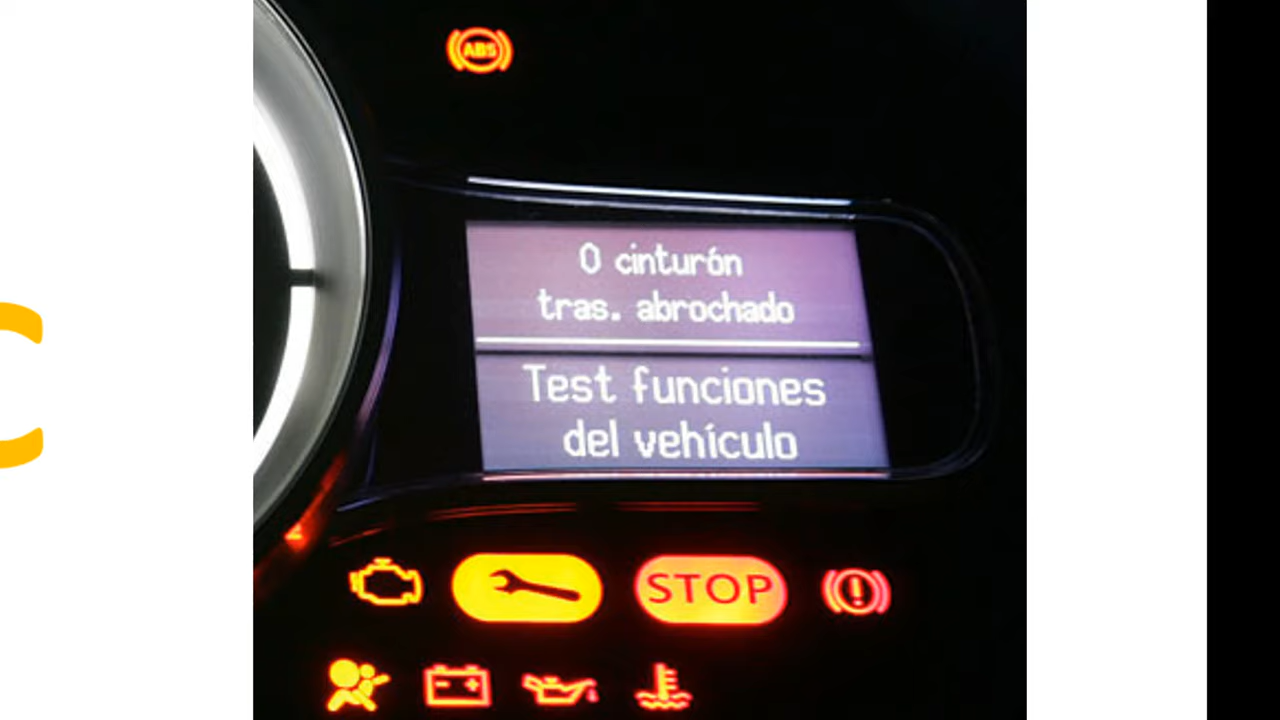 ABS
0 cinturón
tras. abrochado
Test funciones
del vehículo
STOP